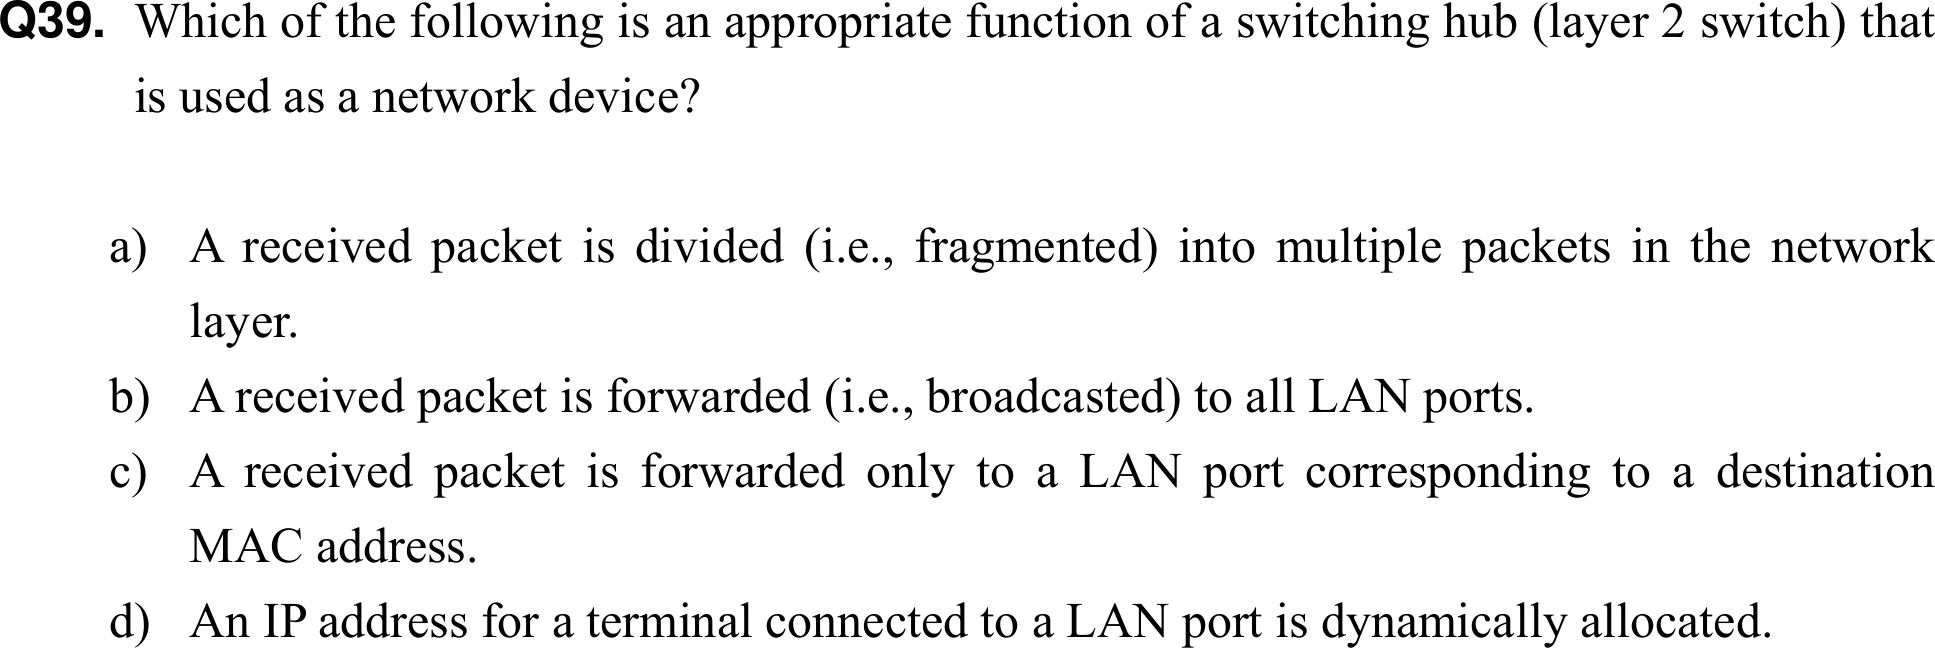 Q39. Which of the following is an appropriate function of a switching hub (layer 2 switch) that
is used as a network device?
a) A received packet is divided (i.e., fragmented) into multiple packets in the network
layer.
b) A received packet is forwarded (i.e., broadcasted) to all LAN ports.
c) A received packet is forwarded only to a LAN port corresponding to a destination
MAC address.
d) An IP address for a terminal connected to a LAN port is dynamically allocated.